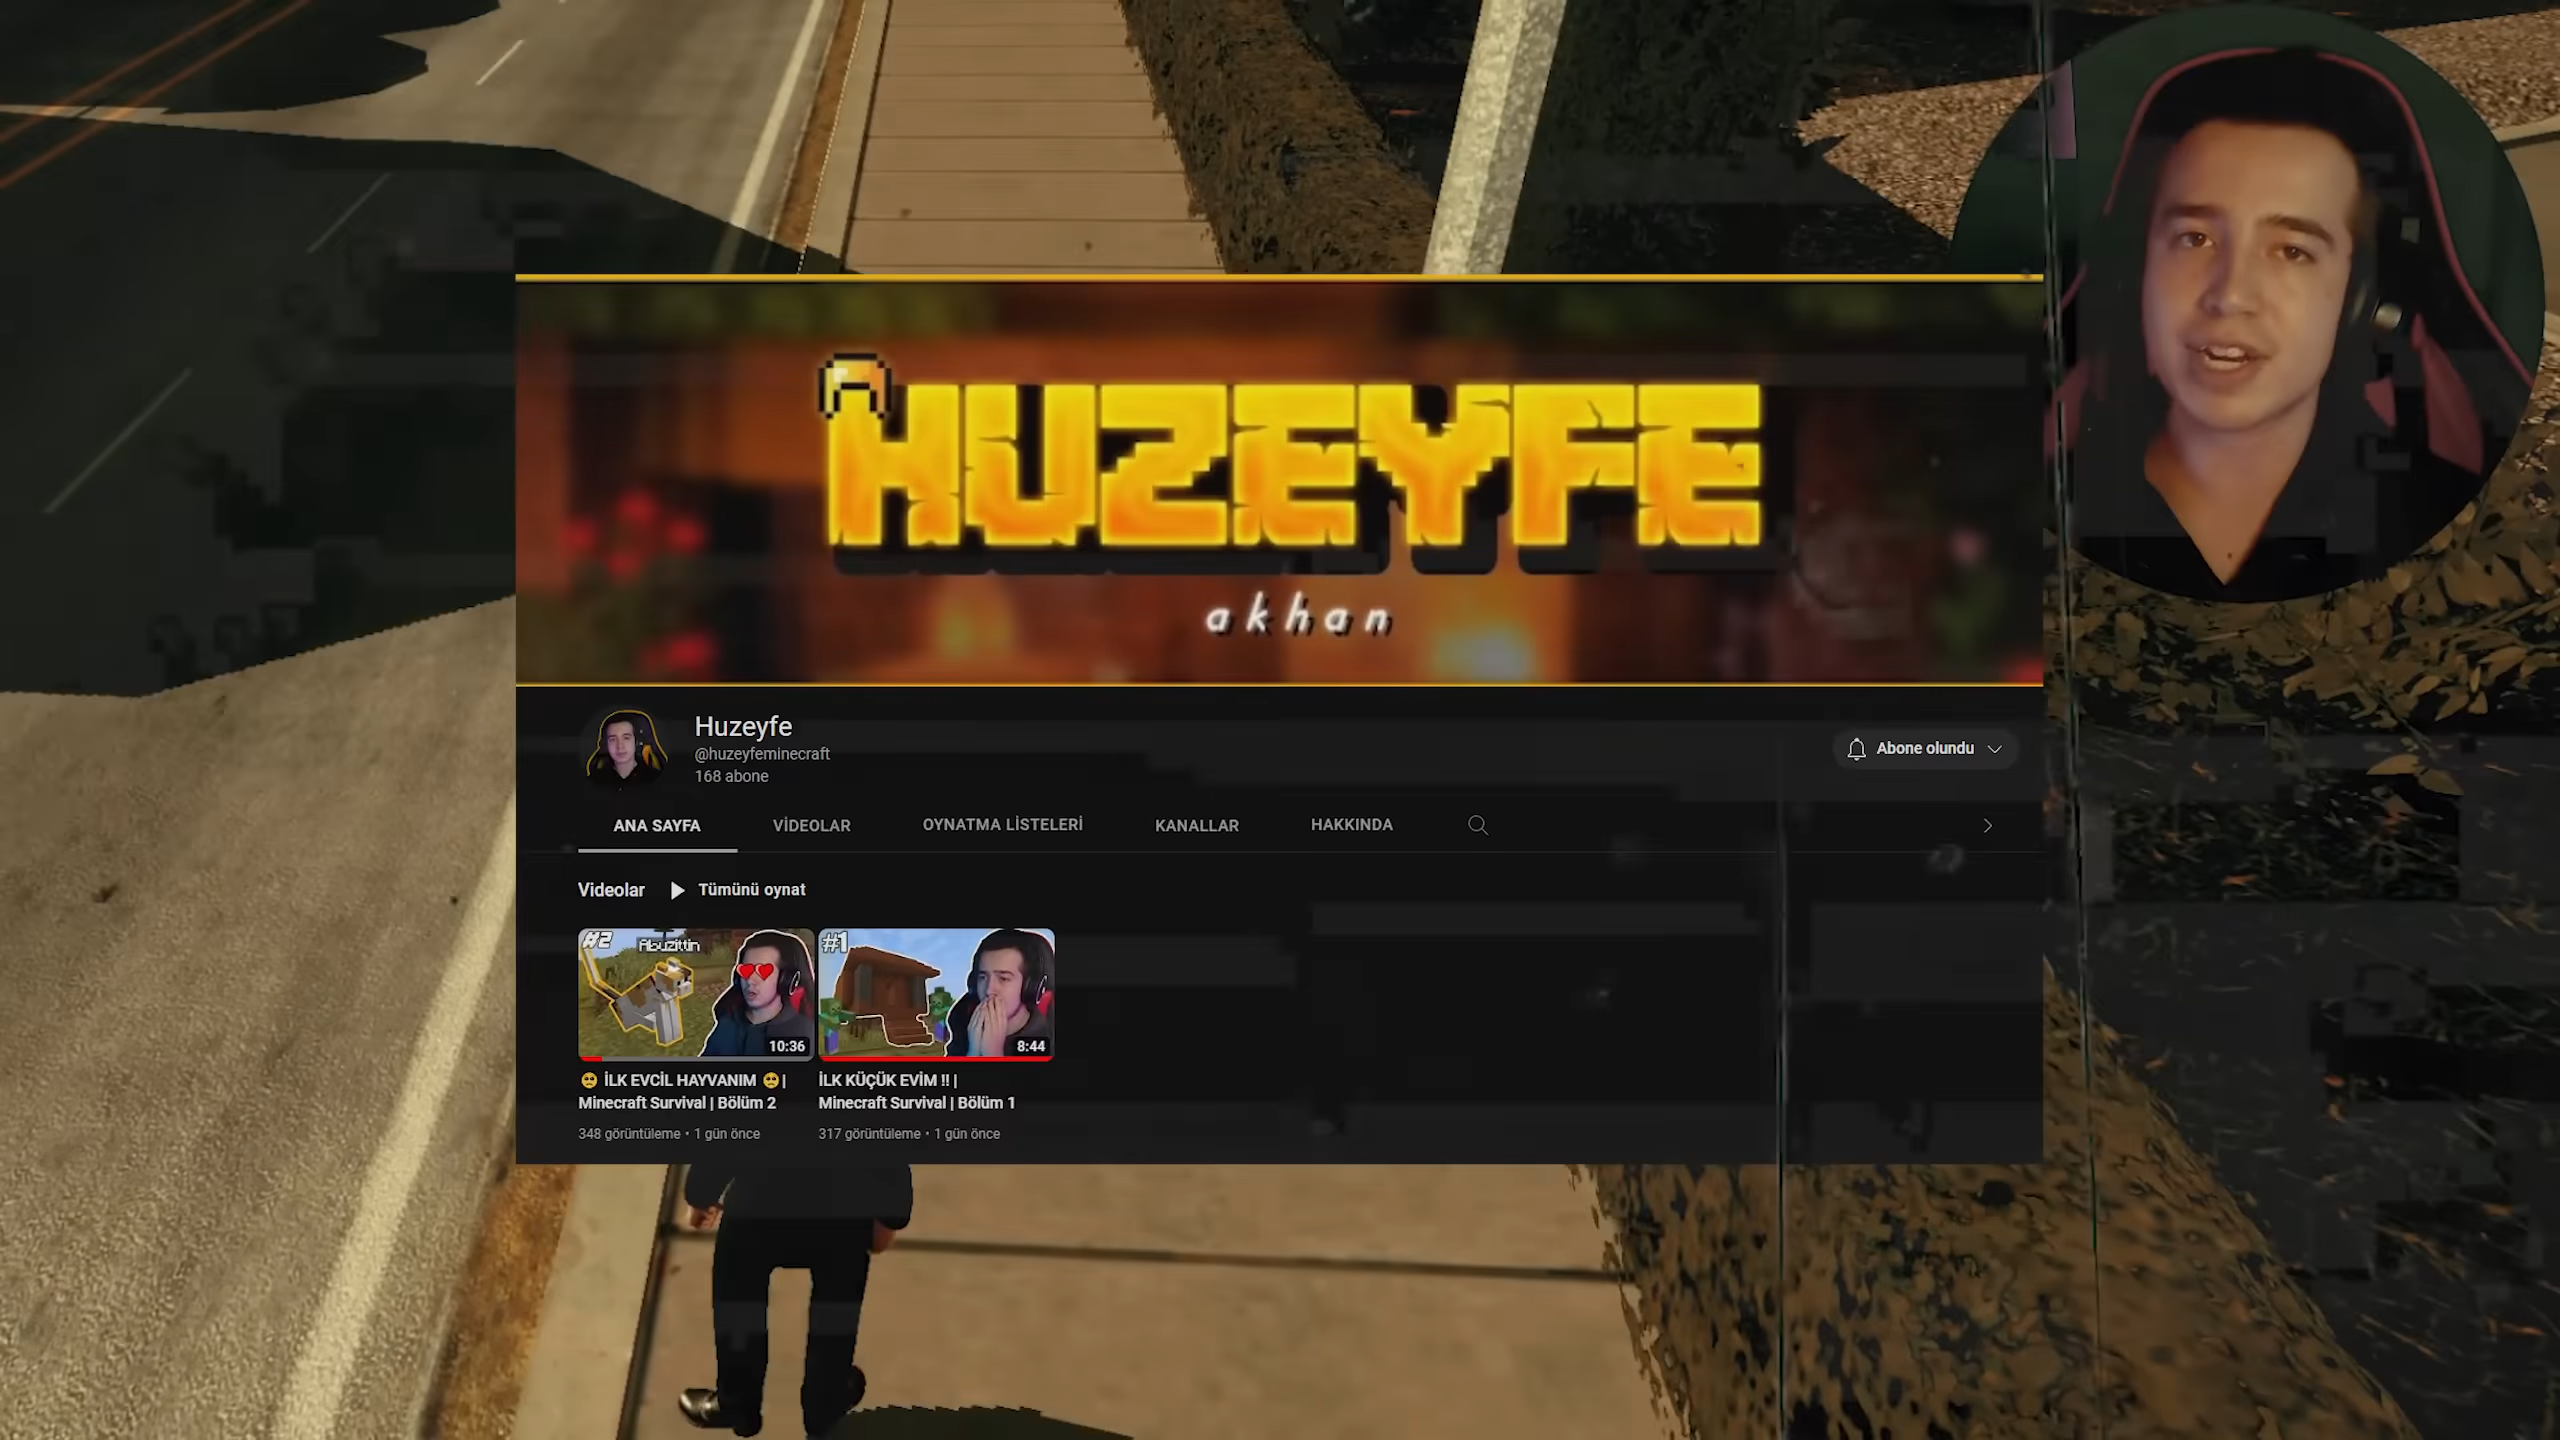 HUZEYFE
akhan
Huzeyfe
@huzeyfeminecraft
168 abone
Abone olundu
ANA SAYFA VİDEOLAR OYNATMA LİSTELERİ KANALLAR HAKKINDA
Videolar Tümünü oynat
#2 Abuzittin
10:36
#1
8:44
🥺 İLK EVCİL HAYVANIM 🥺 |
Minecraft Survival | Bölüm 2
348 görüntüleme • 1 gün önce
İLK KÜÇÜK EVİM !! |
Minecraft Survival | Bölüm 1
317 görüntüleme • 1 gün önce